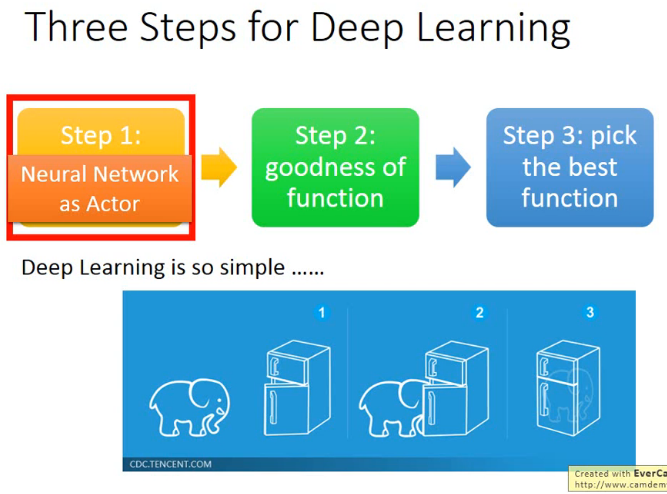 Three Steps for Deep Learning
Step 1:
Neural Network
as Actor
Step 2:
goodness of
function
Step 3: pick
the best
function
Deep Learning is so simple ......
1
2
3
CDC.TENCENT.COM
Created with EverCa
http://www.camdem